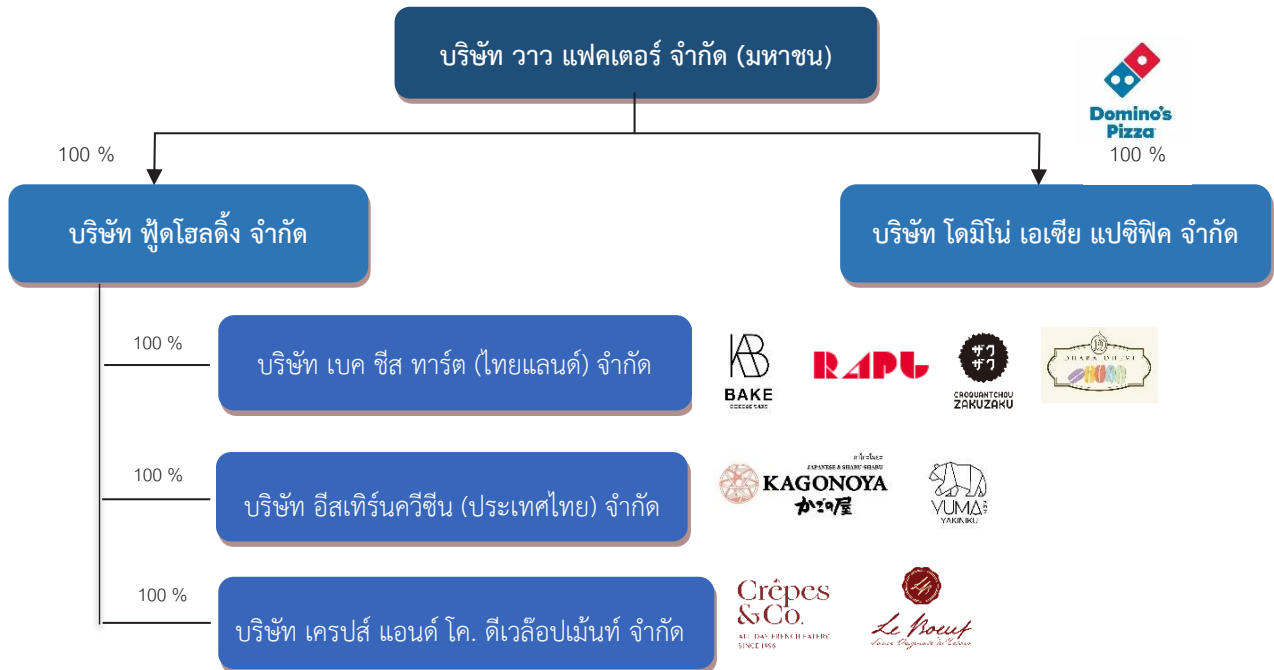 บริษัท วาว แฟคเตอร์ จำกัด (มหาชน)
Domino's
Pizza
100 %
100 %
บริษัท ฟู้ดโฮลดิ้ง จำกัด
บริษัท โดมิโน่ เอเชีย แปซิฟิค จำกัด
100 %
บริษัท เบค ชีส ทาร์ต (ไทยแลนด์) จำกัด
BAKE
CHEESE TART
RAPL
ザク
ザク
CROQUANTCHOU
ZAKUZAKU
DHARA DHEVI
100 %
บริษัท อีสเทิร์นควีซีน (ประเทศไทย) จำกัด
JAPANESE & SHABU SHABU
KAGONOYA
かごの屋
YUMA
YAKINIKU
100 %
บริษัท เครปส์ แอนด์ โค. ดีเวล๊อปเม้นท์ จำกัด
Crêpes
& Co.
ALL DAY FRENCH EATERY
SINCE 1996
Le Boeuf